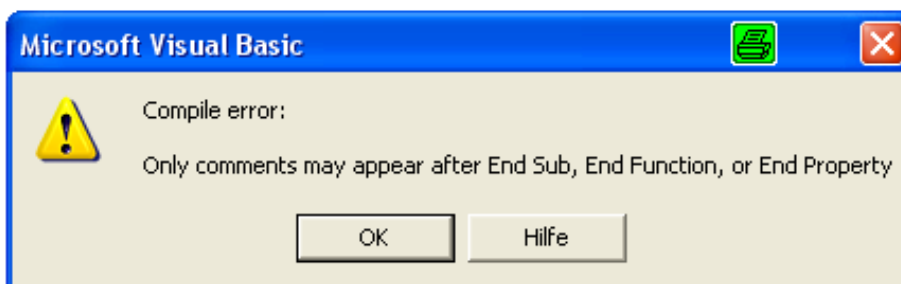 Microsoft Visual Basic
Compile error:
Only comments may appear after End Sub, End Function, or End Property
OK
Hilfe